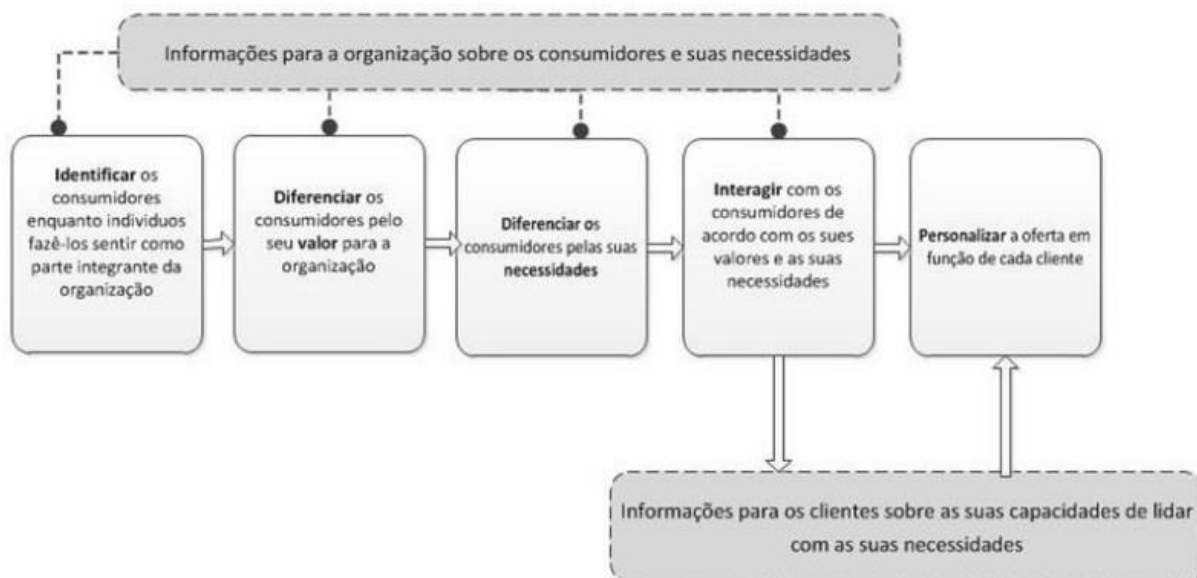 Informações para a organização sobre os consumidores e suas necessidades
Identificar os
consumidores
enquanto individuos
fazê-los sentir como
parte integrante da
organização
Diferenciar os
consumidores pelo
seu valor para a
organização
Diferenciar os
consumidores pelas suas
necessidades
Interagir com os
consumidores de
acordo com os sues
valores e as suas
necessidades
Personalizar a oferta em
função de cada cliente
Informações para os clientes sobre as suas capacidades de lidar
com as suas necessidades